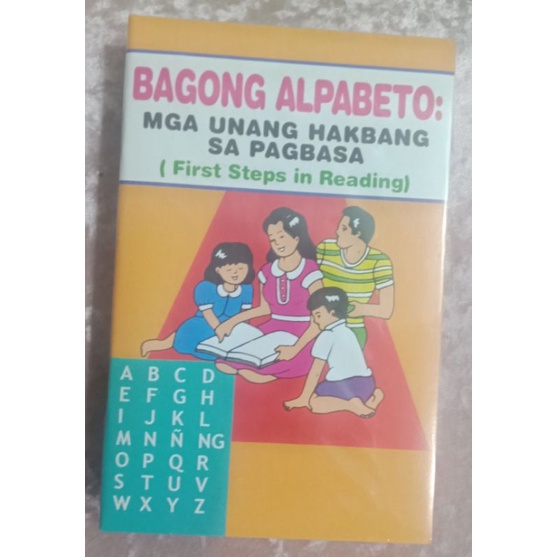 BAGONG ALPABETO:
MGA UNANG HAKBANG
SA PAGBASA
( First Steps in Reading)
A B C D
E F G H
I J K L
M N Ñ NG
O P Q R
S T U V
W X Y Z